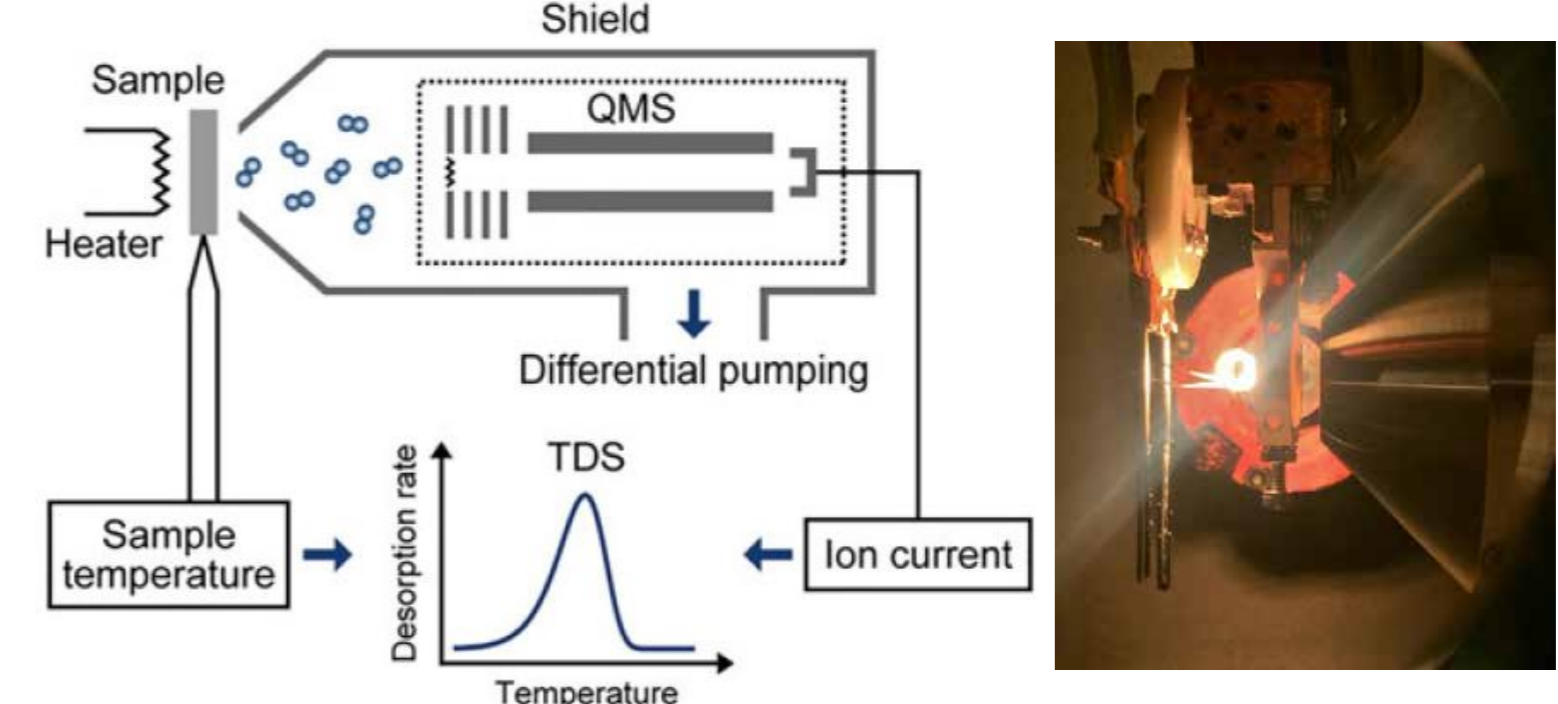 Shield
Sample
QMS
Heater
Differential pumping
TDS
Desorption rate
Sample
temperature
Ion current
Temperature